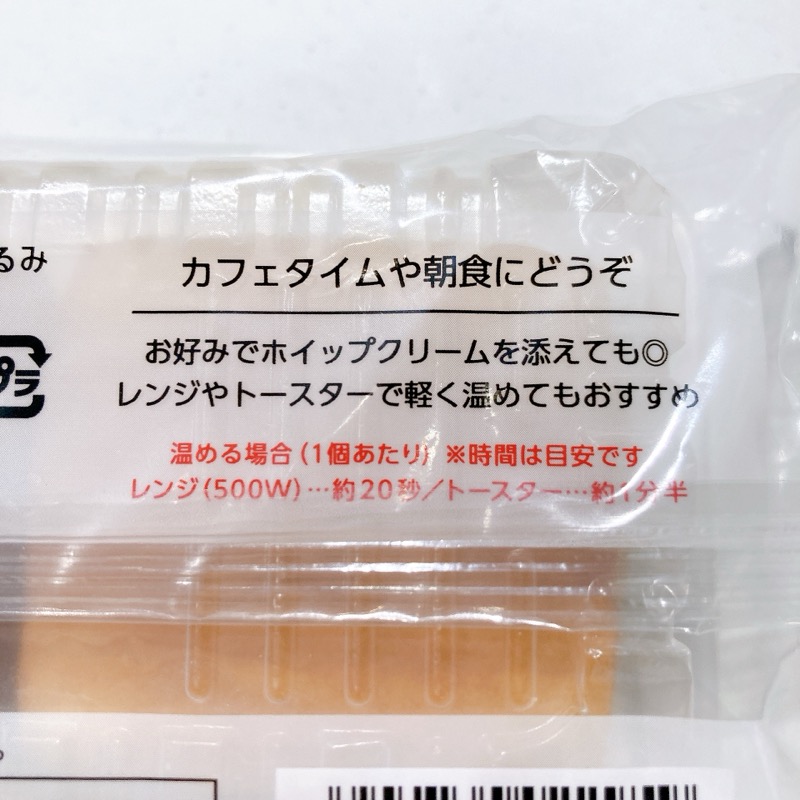 るみ
カフェタイムや朝食にどうぞ
お好みでホイップクリームを添えても◎
プラ
レンジやトースターで軽く温めてもおすすめ
温める場合(1個あたり) ※時間は目安です
レンジ(500W)…約20秒/トースター…約1分半
。